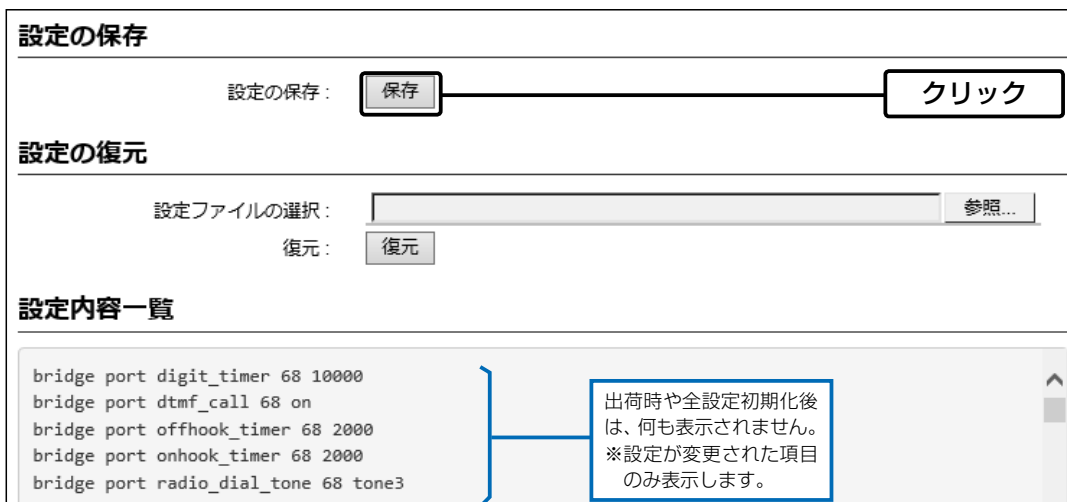 設定の保存
設定の保存 : 保存 クリック
設定の復元
設定ファイルの選択 : 参照...
復元 : 復元
設定内容一覧
bridge port digit_timer 68 10000
bridge port dtmf_call 68 on
bridge port offhook_timer 68 2000
bridge port onhook_timer 68 2000
bridge port radio_dial_tone 68 tone3
出荷時や全設定初期化後
は、何も表示されません。
※設定が変更された項目
のみ表示します。